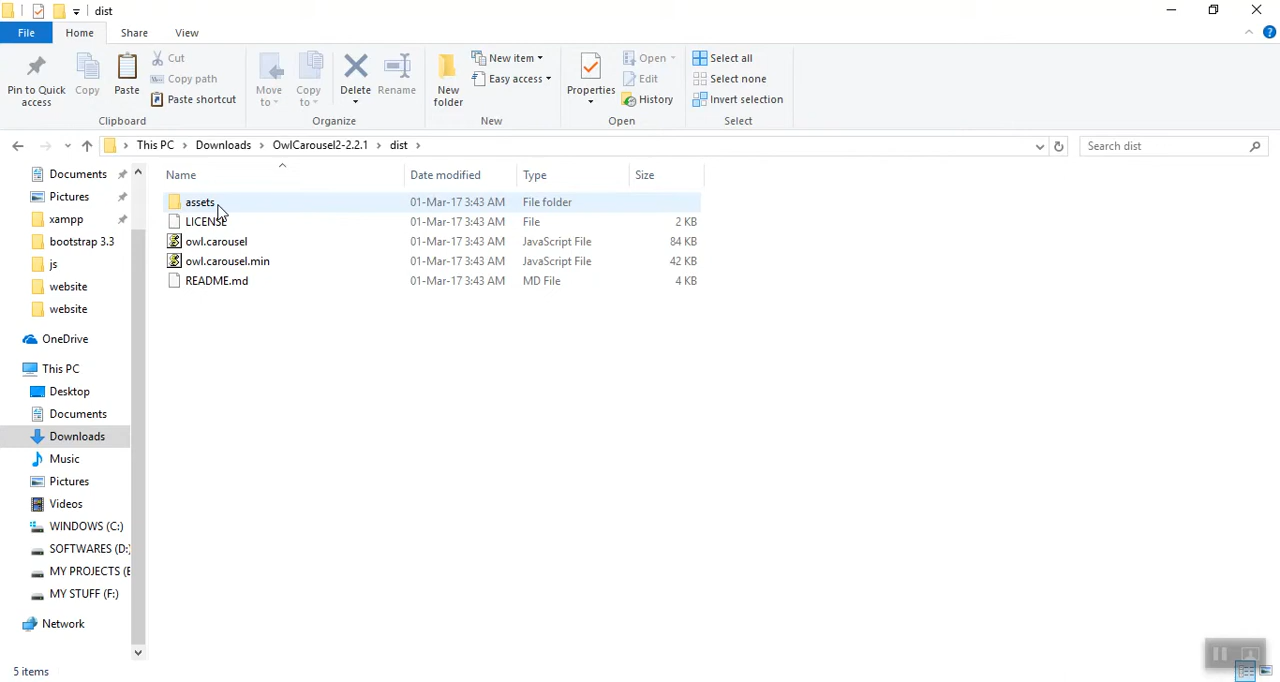 dist
File Home Share View
Pin to Quick access
Copy
Paste
Cut
Copy path
Paste shortcut
Clipboard
Move to
Copy to
Delete
Rename
Organize
New folder
New item
Easy access
New
Properties
Open
Edit
History
Open
Select all
Select none
Invert selection
Select
This PC Downloads OwlCarousel2-2.2.1 dist
Search dist
Documents
Pictures
xampp
bootstrap 3.3
js
website
website
OneDrive
This PC
Desktop
Documents
Downloads
Music
Pictures
Videos
WINDOWS (C:)
SOFTWARES (D:)
MY PROJECTS (E
MY STUFF (F:)
Network
Name Date modified Type Size
assets 01-Mar-17 3:43 AM File folder
LICENSE 01-Mar-17 3:43 AM File 2 KB
owl.carousel 01-Mar-17 3:43 AM JavaScript File 84 KB
owl.carousel.min 01-Mar-17 3:43 AM JavaScript File 42 KB
README.md 01-Mar-17 3:43 AM MD File 4 KB
5 items